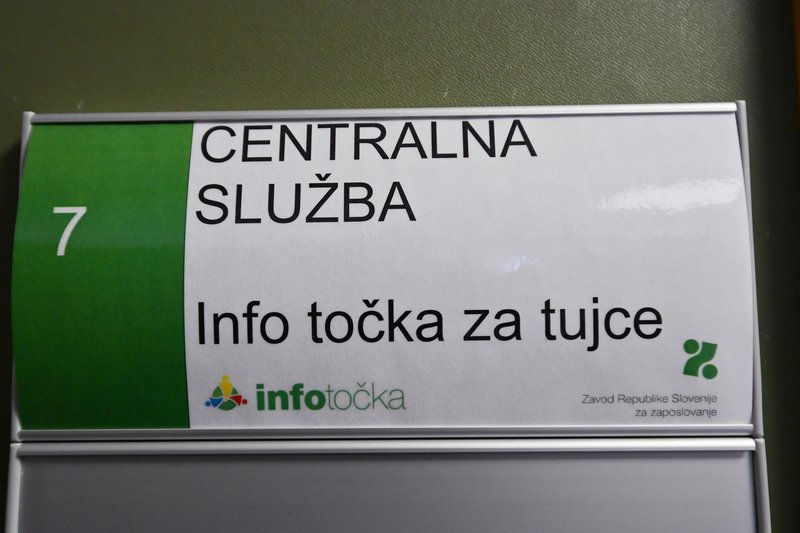 7
CENTRALNA
SLUŽBA
Info točka za tujce
infotočka
Zavod Republike Slovenije
za zaposlovanje